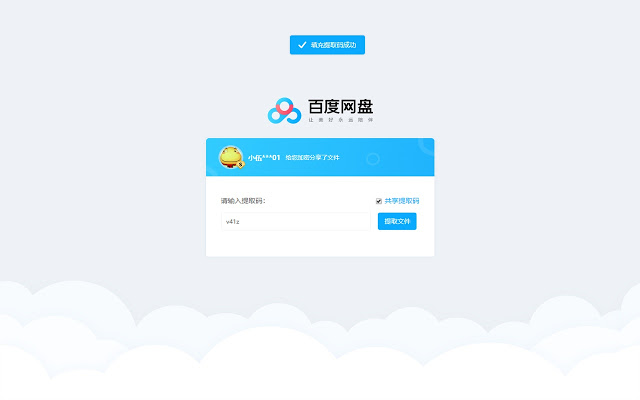 填充提取码成功
百度网盘
让美好永远陪伴
小伍***01 给您加密分享了文件
请输入提取码：
共享提取码
v41z
提取文件